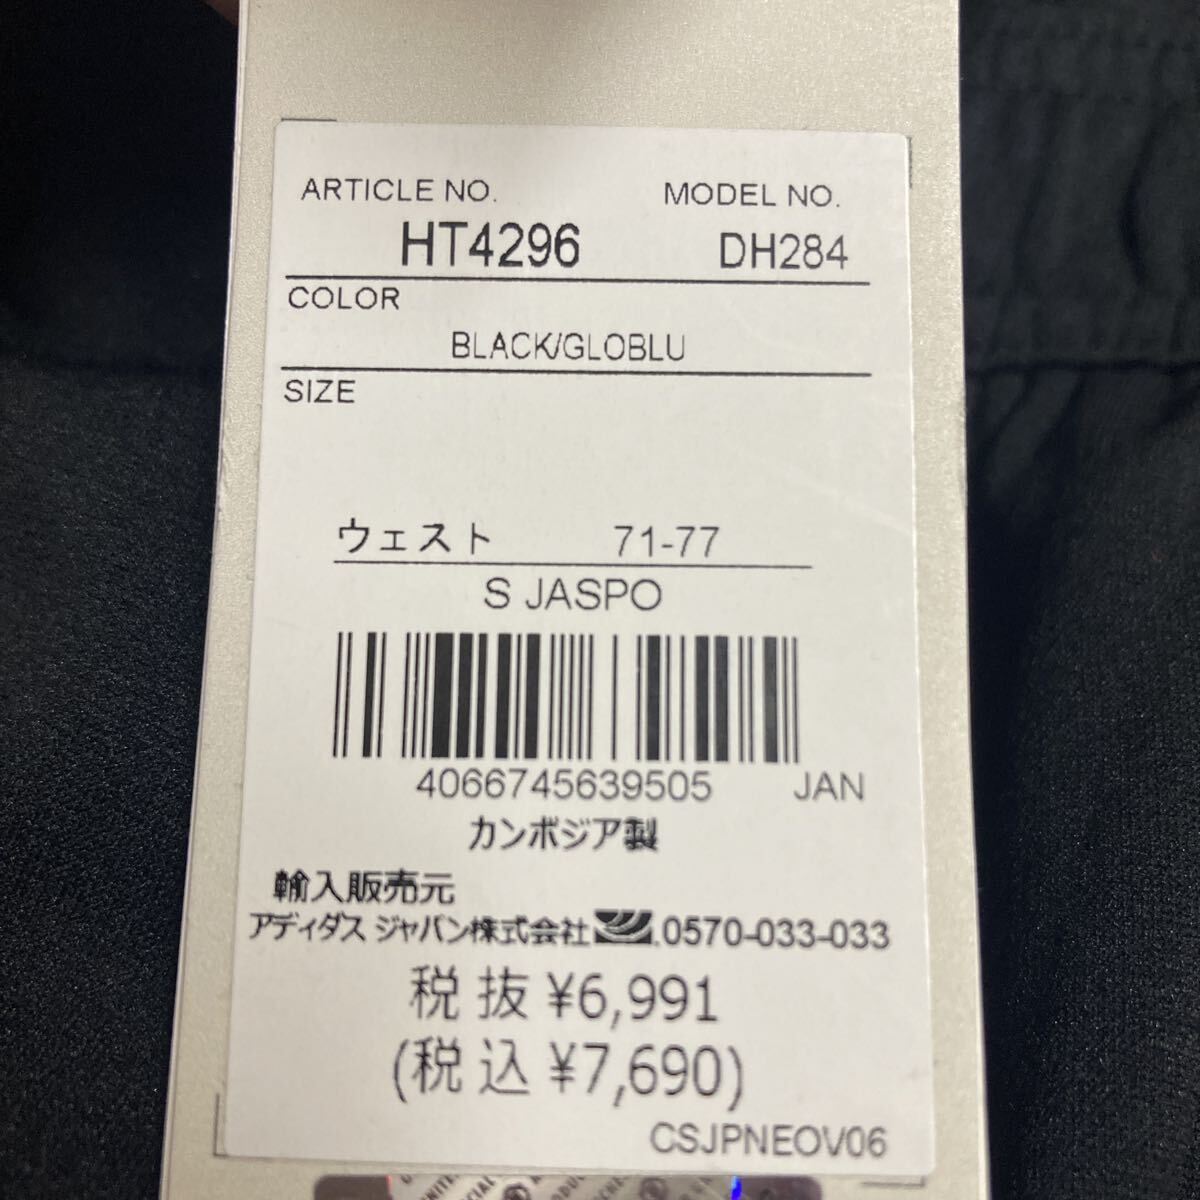 ARTICLE NO. MODEL NO.
HT4296 DH284
COLOR
BLACK/GLOBLU
SIZE
ウェスト 71-77
S JASPO
4066745639505 JAN
カンボジア製
輸入販売元
アディダス ジャパン株式会社 0570-033-033
税 抜 ¥6,991
(税 込 ¥7,690)
CSJPNEOV06